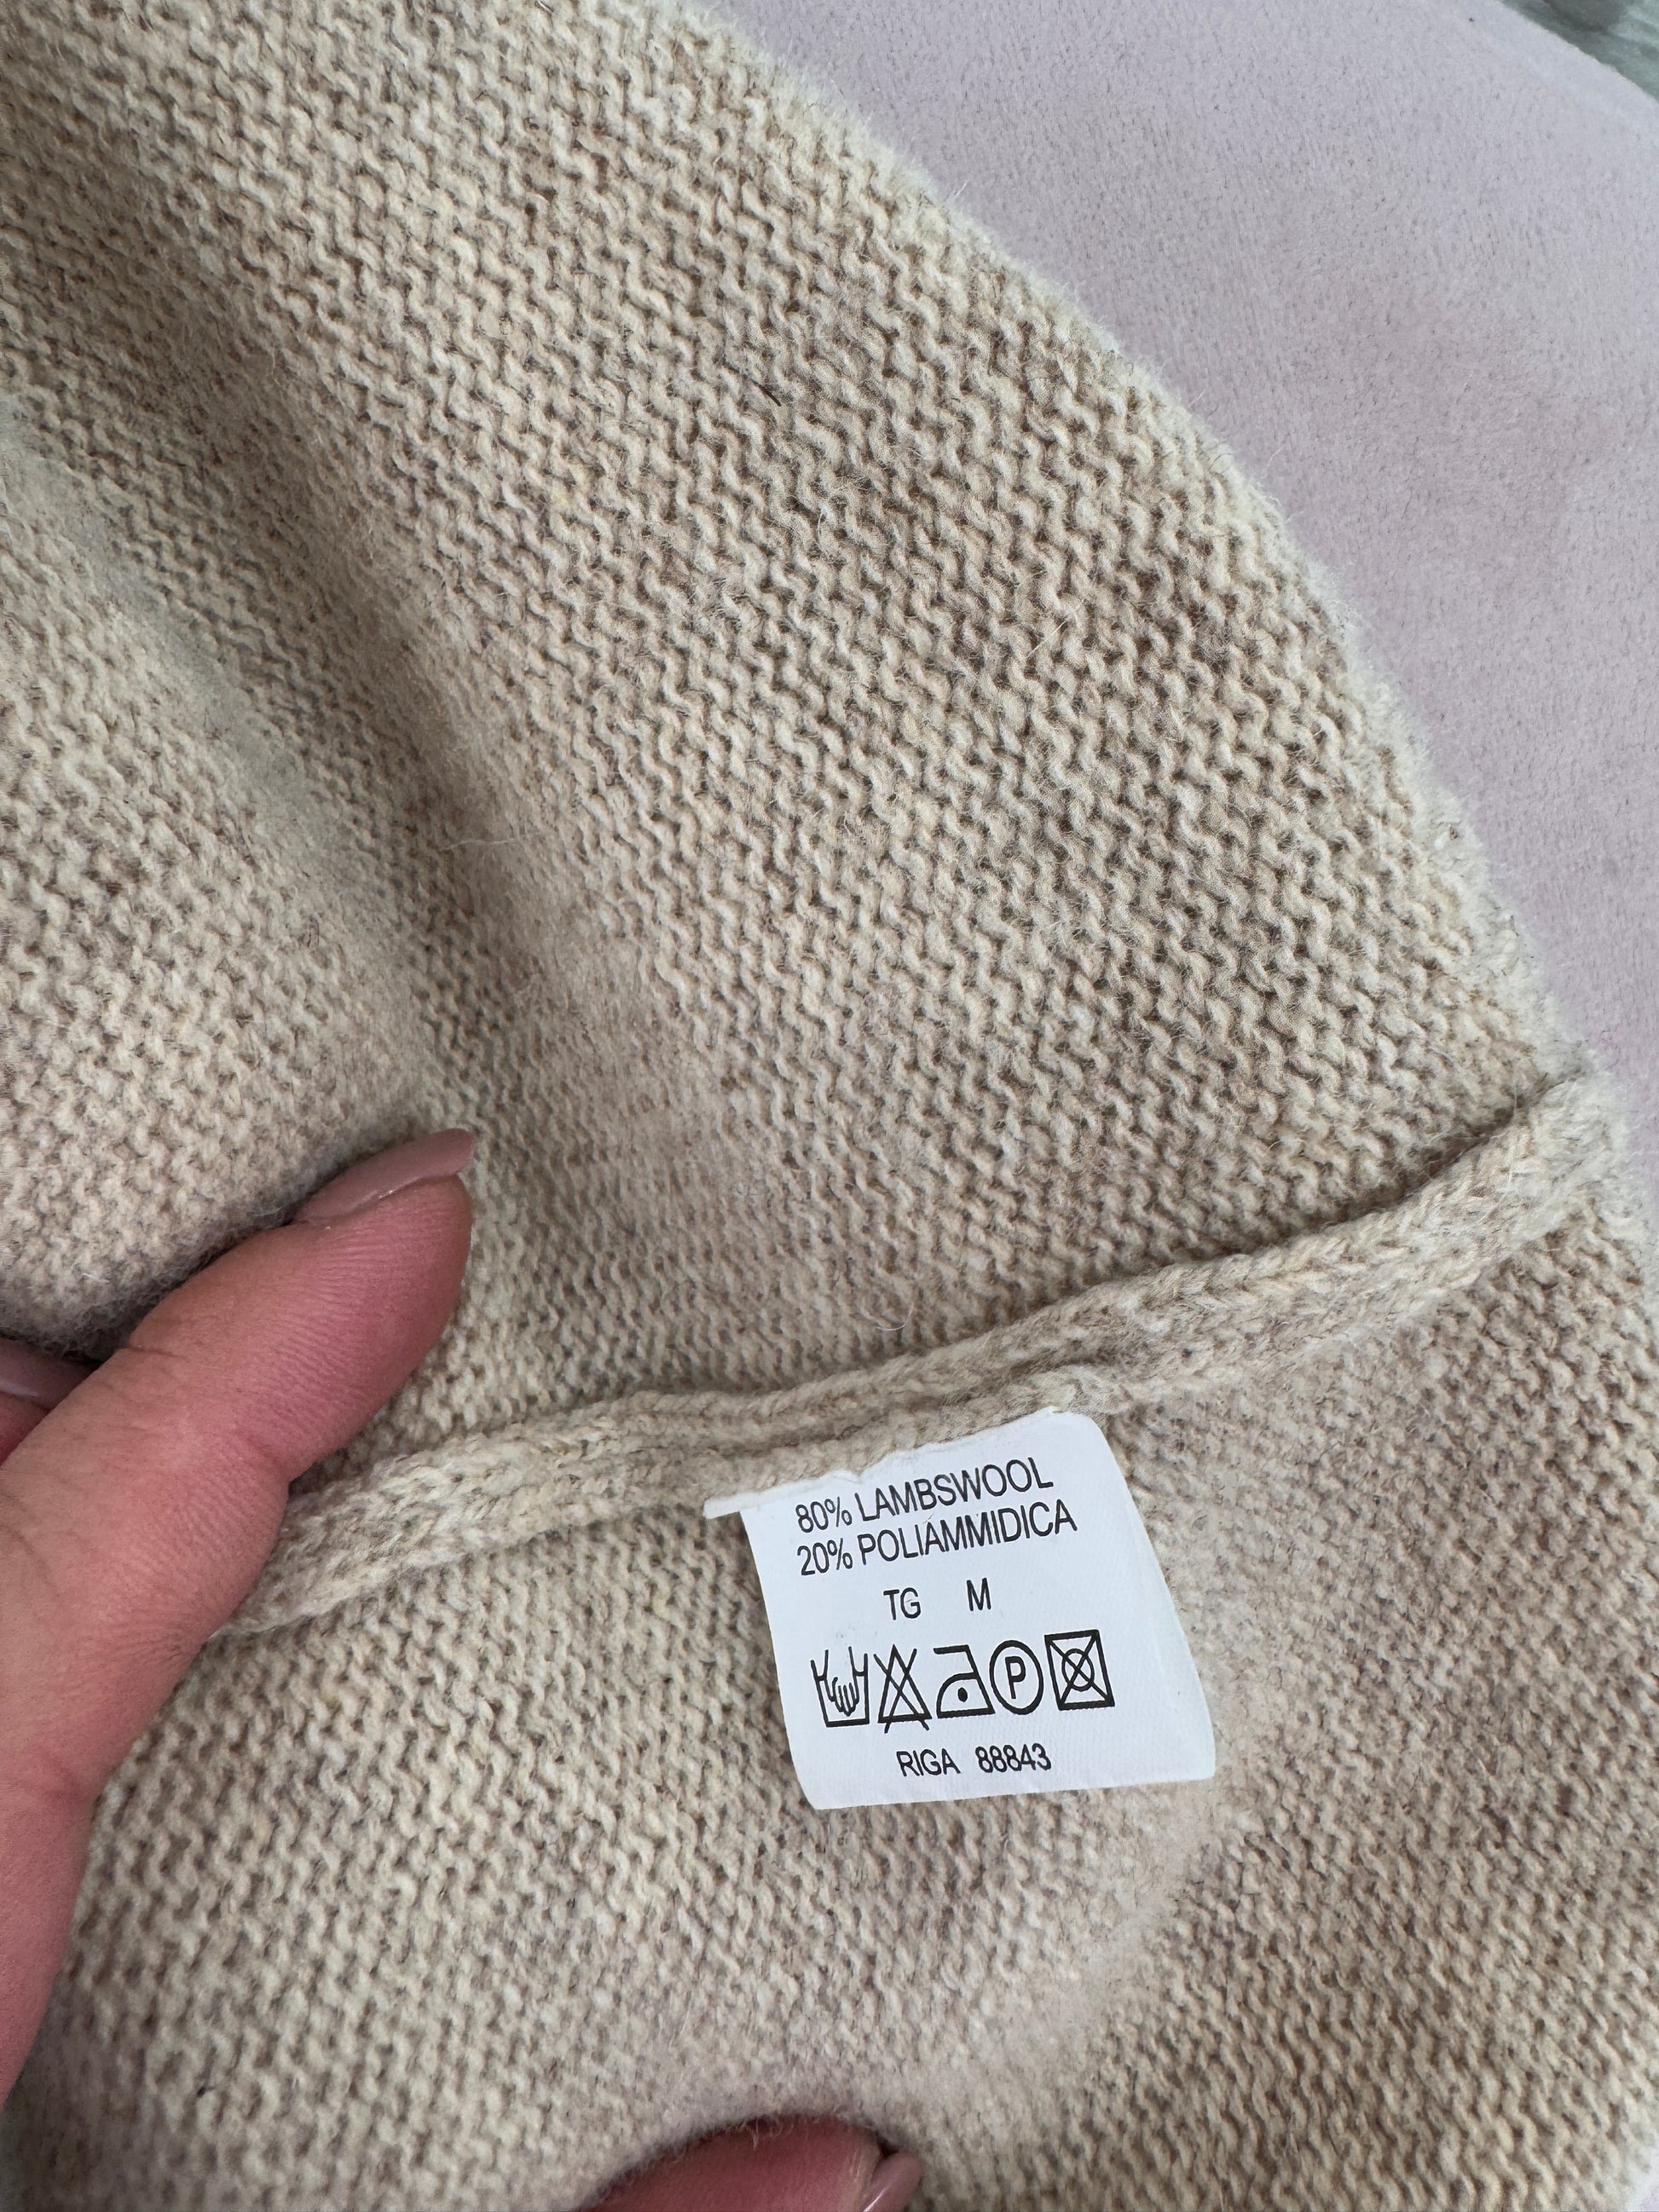 80% LAMBSWOOL
20% POLIAMMIDICA
TG M
P
RIGA 88843